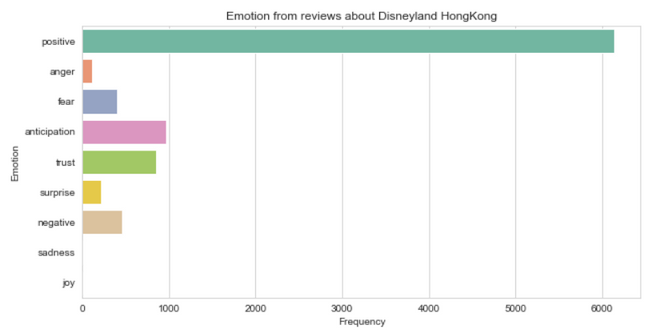 Emotion from reviews about Disneyland HongKong
positive
anger
fear
anticipation
trust
surprise
negative
sadness
joy
Emotion
0 1000 2000 3000 4000 5000 6000
Frequency